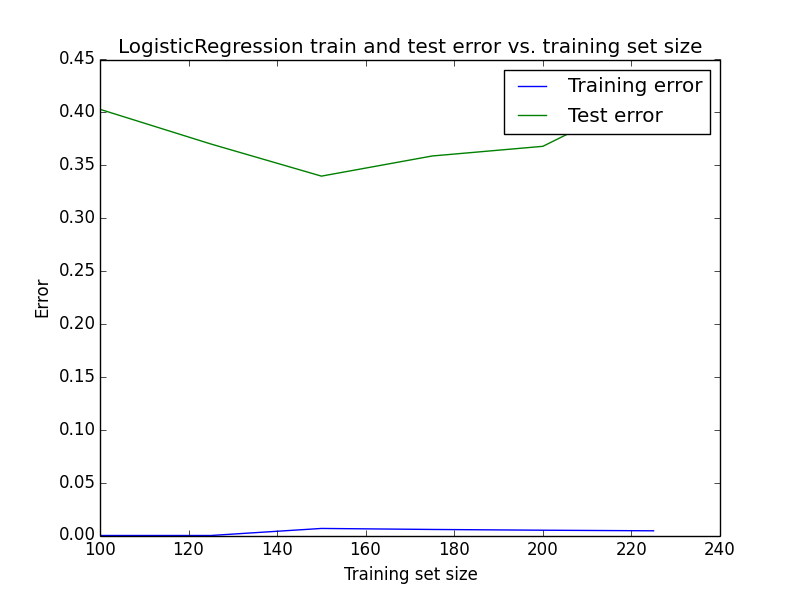 LogisticRegression train and test error vs. training set size
Training error
Test error
0.45
0.40
0.35
0.30
0.25
0.20
0.15
0.10
0.05
0.00
Error
100 120 140 160 180 200 220 240
Training set size